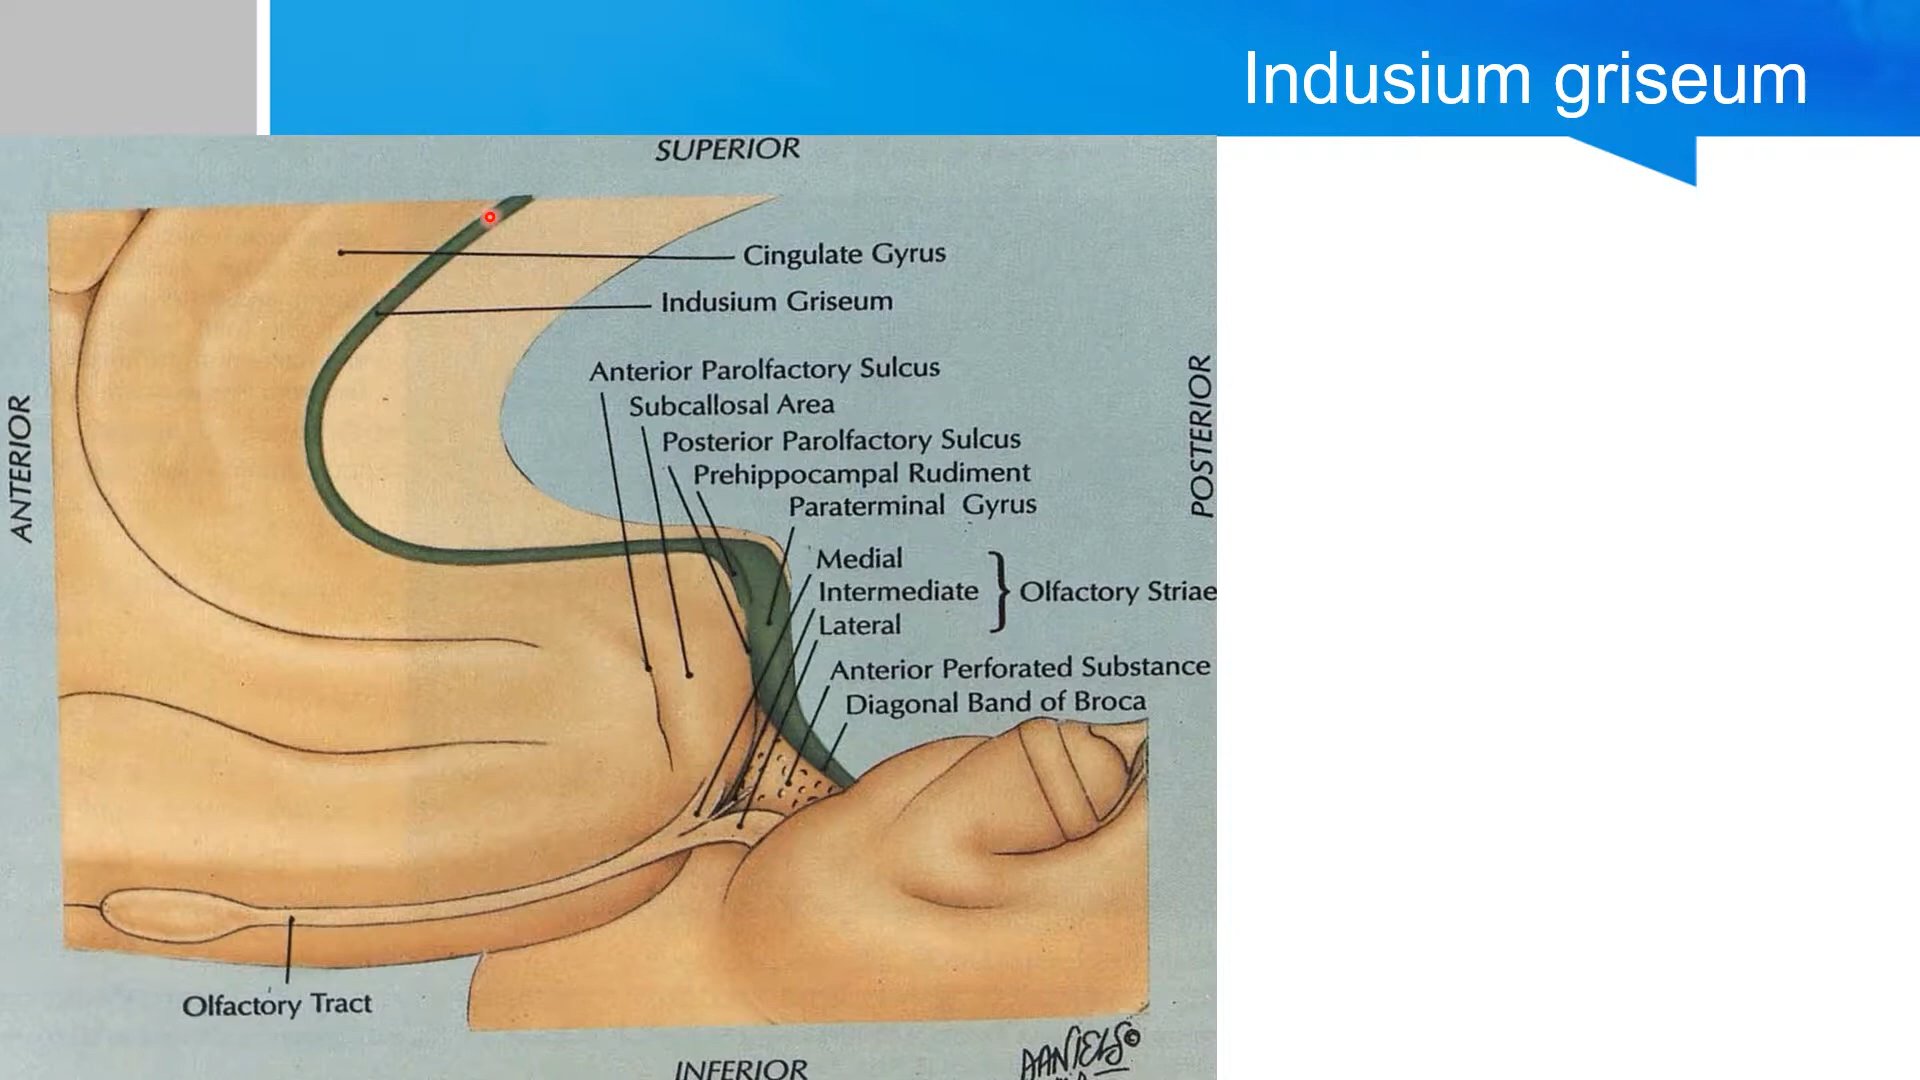 Indusium griseum
SUPERIOR
Cingulate Gyrus
Indusium Griseum
Anterior Parolfactory Sulcus
Subcallosal Area
Posterior Parolfactory Sulcus
Prehippocampal Rudiment
Paraterminal Gyrus
Medial
Intermediate
Lateral
Olfactory Striae
Anterior Perforated Substance
Diagonal Band of Broca
ANTERIOR
POSTERIOR
Olfactory Tract
INFERIOR
DANIELS©